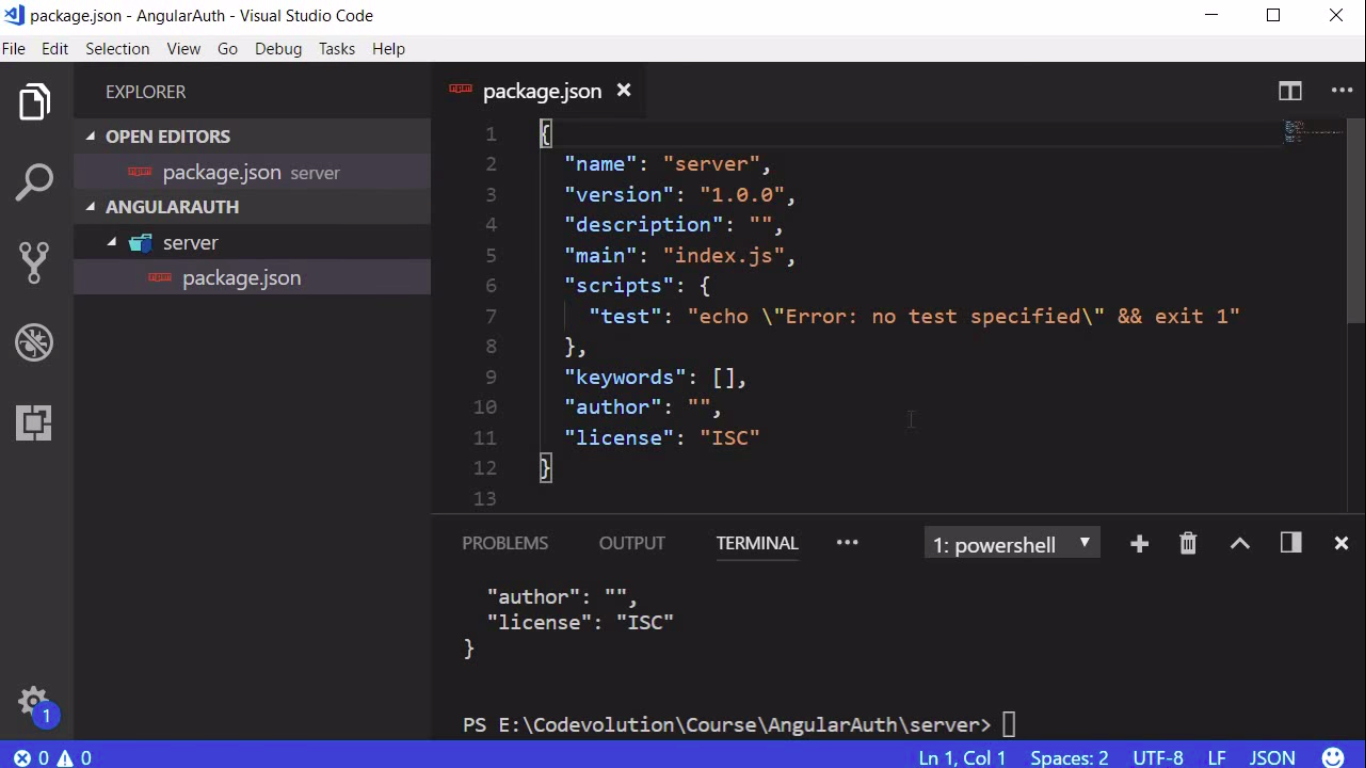 package.json - AngularAuth - Visual Studio Code
File Edit Selection View Go Debug Tasks Help
EXPLORER
OPEN EDITORS
package.json server
ANGULARAUTH
server
package.json
package.json
1 {
2 "name": "server",
3 "version": "1.0.0",
4 "description": "",
5 "main": "index.js",
6 "scripts": {
7 "test": "echo \"Error: no test specified\" && exit 1"
8 },
9 "keywords": [],
10 "author": "",
11 "license": "ISC"
12 }
13
PROBLEMS OUTPUT TERMINAL ••• 1: powershell
"author": "",
"license": "ISC"
}
PS E:\Codevolution\Course\AngularAuth\server>
1
0 0 Ln 1, Col 1 Spaces: 2 UTF-8 LF JSON